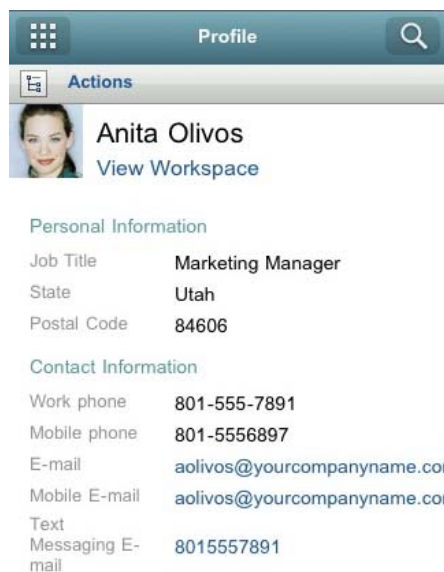 Profile
Actions
Anita Olivos
View Workspace
Personal Information
Job Title Marketing Manager
State Utah
Postal Code 84606
Contact Information
Work phone 801-555-7891
Mobile phone 801-5556897
E-mail aolivos@yourcompanyname.co
Mobile E-mail aolivos@yourcompanyname.co
Text
Messaging E- 8015557891
mail